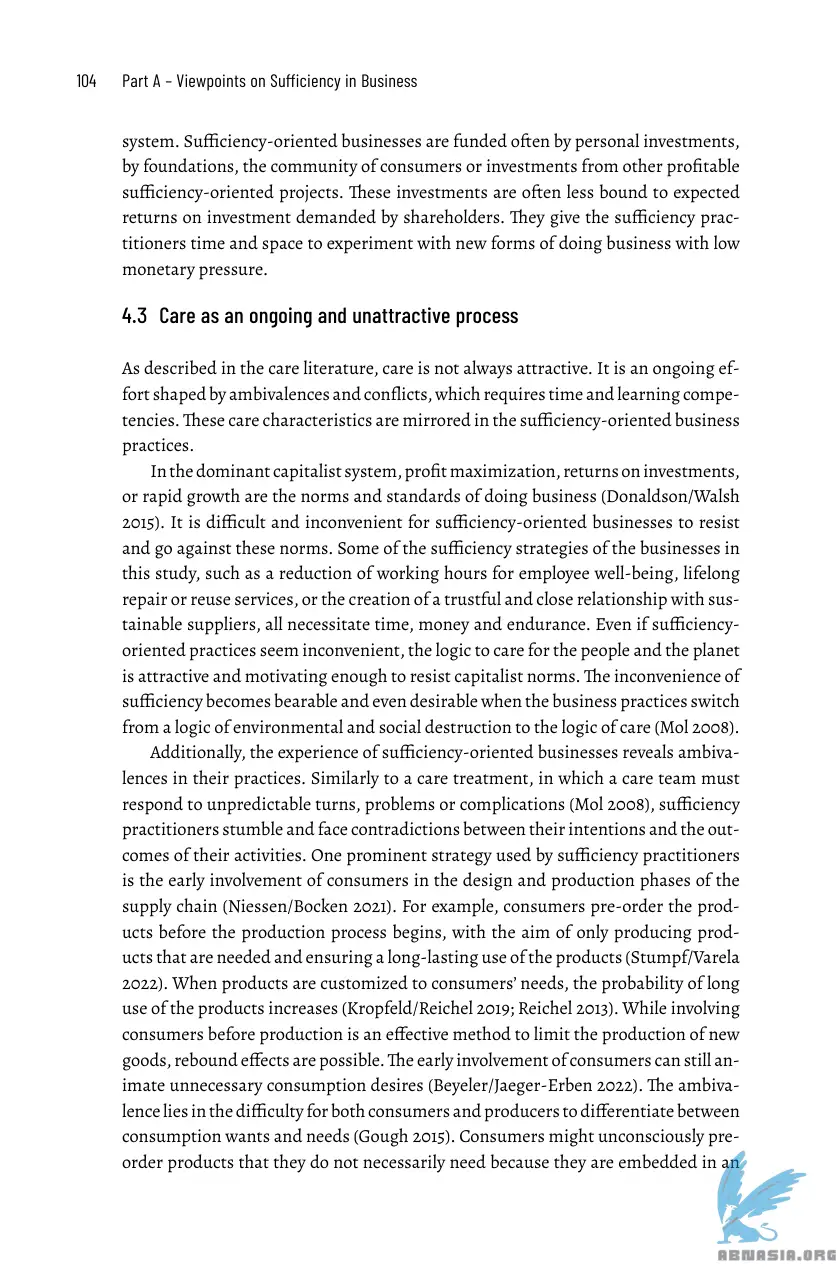 104 Part A – Viewpoints on Sufficiency in Business
system. Sufficiency-oriented businesses are funded often by personal investments,
by foundations, the community of consumers or investments from other profitable
sufficiency-oriented projects. These investments are often less bound to expected
returns on investment demanded by shareholders. They give the sufficiency prac-
titioners time and space to experiment with new forms of doing business with low
monetary pressure.
4.3 Care as an ongoing and unattractive process
As described in the care literature, care is not always attractive. It is an ongoing ef-
fort shaped by ambivalences and conflicts, which requires time and learning compe-
tencies. These care characteristics are mirrored in the sufficiency-oriented business
practices.
In the dominant capitalist system, profit maximization, returns on investments,
or rapid growth are the norms and standards of doing business (Donaldson/Walsh
2015). It is difficult and inconvenient for sufficiency-oriented businesses to resist
and go against these norms. Some of the sufficiency strategies of the businesses in
this study, such as a reduction of working hours for employee well-being, lifelong
repair or reuse services, or the creation of a trustful and close relationship with sus-
tainable suppliers, all necessitate time, money and endurance. Even if sufficiency-
oriented practices seem inconvenient, the logic to care for the people and the planet
is attractive and motivating enough to resist capitalist norms. The inconvenience of
sufficiency becomes bearable and even desirable when the business practices switch
from a logic of environmental and social destruction to the logic of care (Mol 2008).
Additionally, the experience of sufficiency-oriented businesses reveals ambiva-
lences in their practices. Similarly to a care treatment, in which a care team must
respond to unpredictable turns, problems or complications (Mol 2008), sufficiency
practitioners stumble and face contradictions between their intentions and the out-
comes of their activities. One prominent strategy used by sufficiency practitioners
is the early involvement of consumers in the design and production phases of the
supply chain (Niessen/Bocken 2021). For example, consumers pre-order the prod-
ucts before the production process begins, with the aim of only producing prod-
ucts that are needed and ensuring a long-lasting use of the products (Stumpf/Varela
2022). When products are customized to consumers’ needs, the probability of long
use of the products increases (Kropfeld/Reichel 2019; Reichel 2013). While involving
consumers before production is an effective method to limit the production of new
goods, rebound effects are possible. The early involvement of consumers can still an-
imate unnecessary consumption desires (Beyeler/Jaeger-Erben 2022). The ambiva-
lence lies in the difficulty for both consumers and producers to differentiate between
consumption wants and needs (Gough 2015). Consumers might unconsciously pre-
order products that they do not necessarily need because they are embedded in an
ABNASIA.ORG